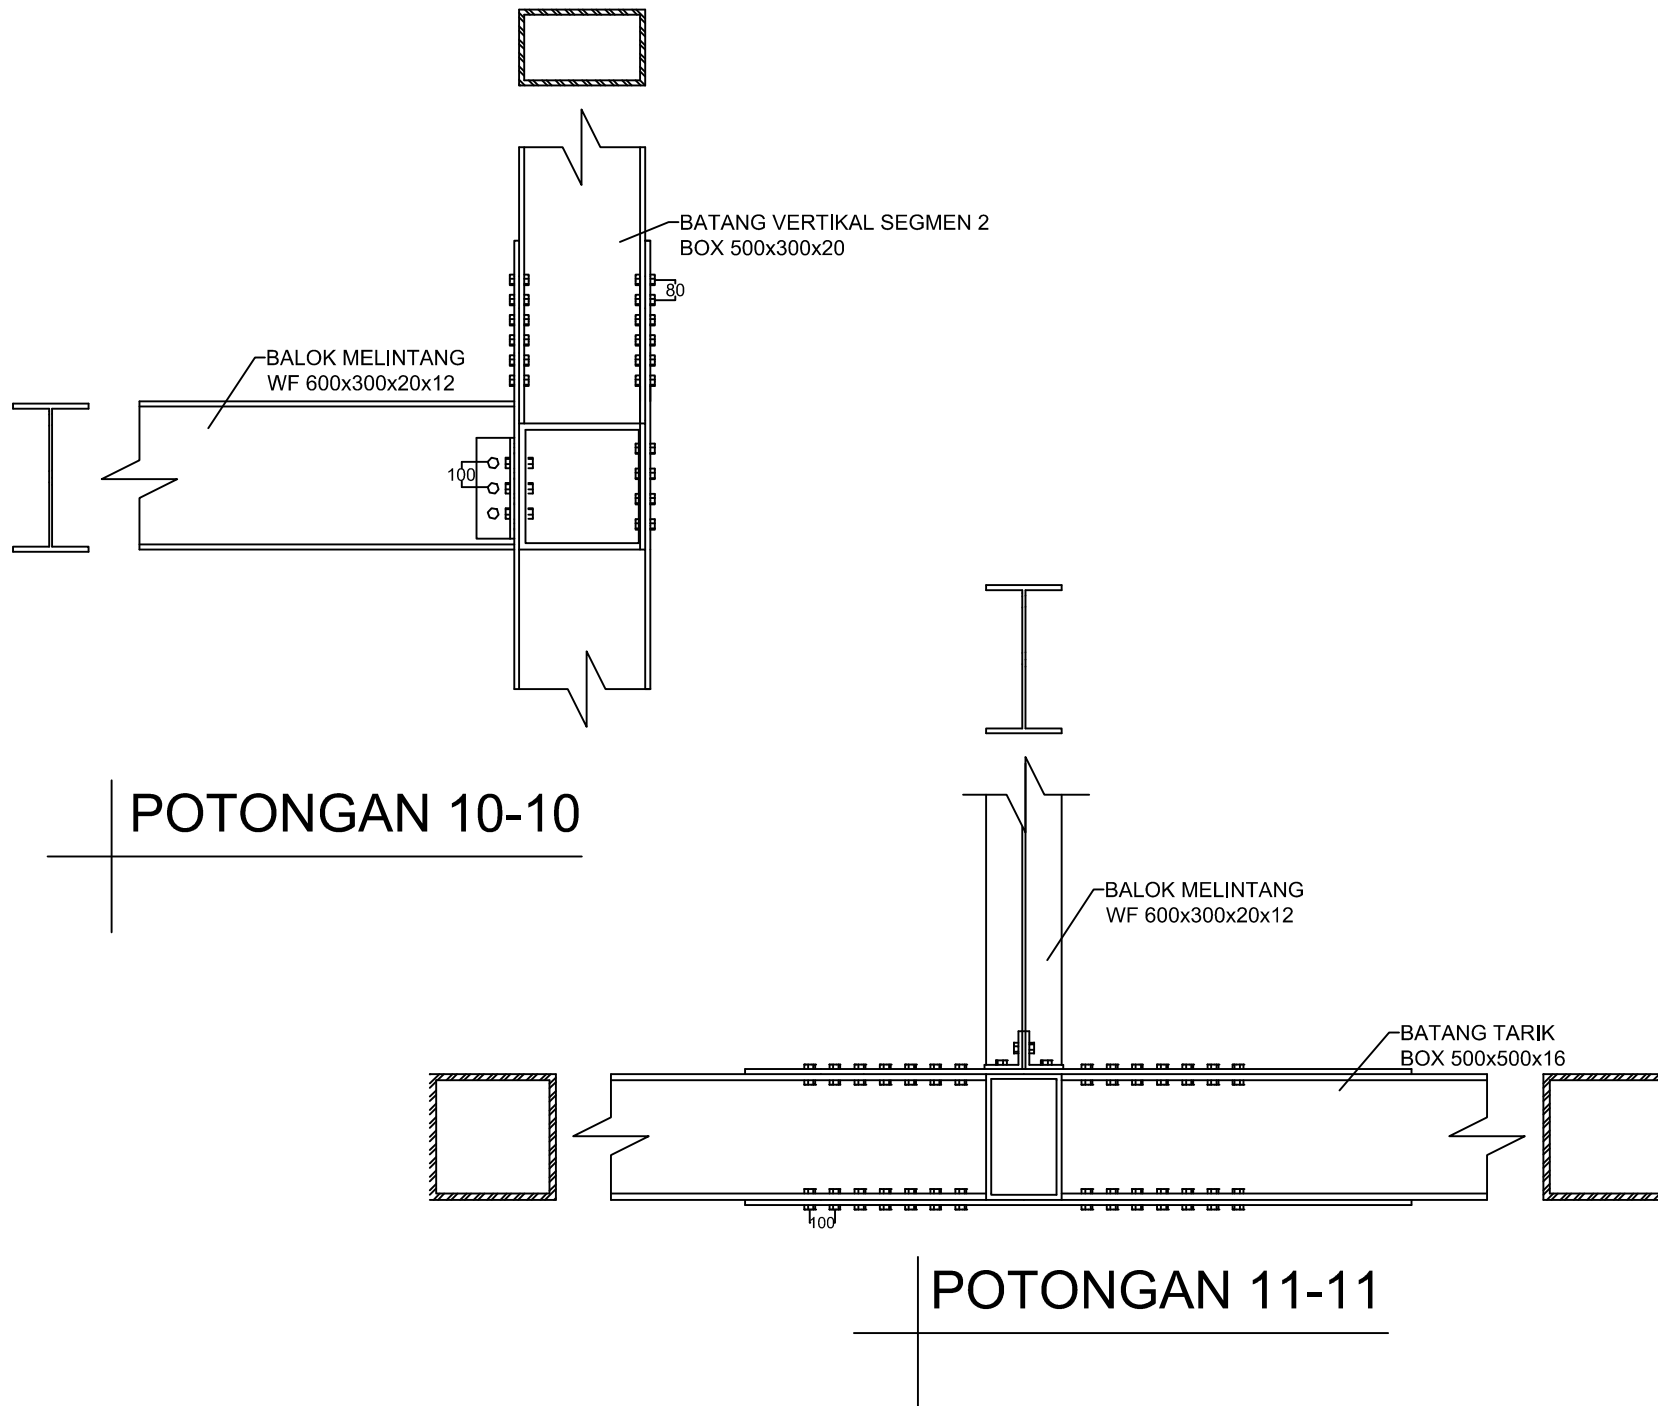 BATANG VERTIKAL SEGMEN 2
BOX 500x300x20
80
BALOK MELINTANG
WF 600x300x20x12
100
POTONGAN 10-10
BALOK MELINTANG
WF 600x300x20x12
BATANG TARIK
BOX 500x500x16
100
POTONGAN 11-11